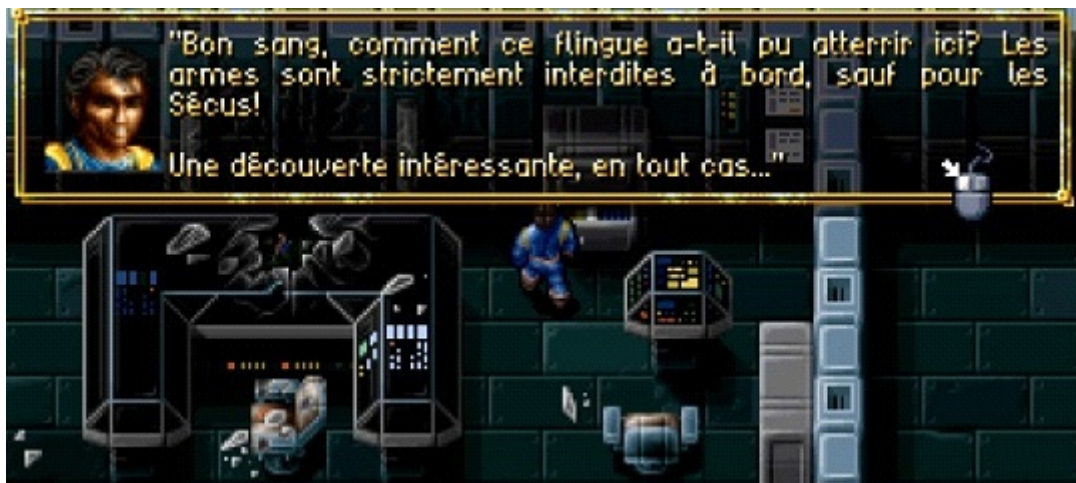 "Bon sang, comment ce flingue a-t-il pu atterrir ici? Les
armes sont strictement interdites à bord, sauf pour les
Sécus!
Une découverte intéressante, en tout cas..."